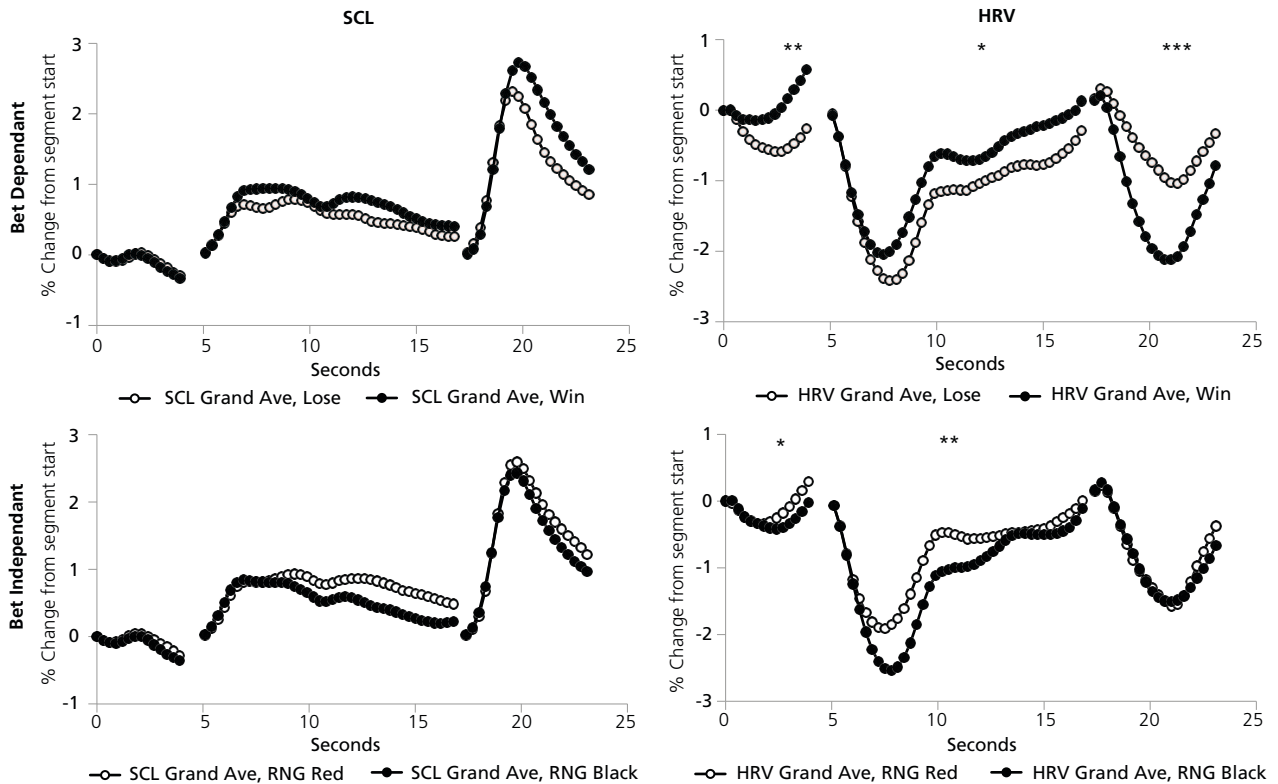 SCL
HRV
Bet Dependant
% Change from segment start
3
2
1
0
-1
0 5 10 15 20 25
Seconds
SCL Grand Ave, Lose SCL Grand Ave, Win
% Change from segment start
1
0
-1
-2
-3
** * ***
0 5 10 15 20 25
Seconds
HRV Grand Ave, Lose HRV Grand Ave, Win
Bet Independant
% Change from segment start
3
2
1
0
-1
0 5 10 15 20 25
Seconds
SCL Grand Ave, RNG Red SCL Grand Ave, RNG Black
% Change from segment start
1
0
-1
-2
-3
* **
0 5 10 15 20 25
Seconds
HRV Grand Ave, RNG Red HRV Grand Ave, RNG Black